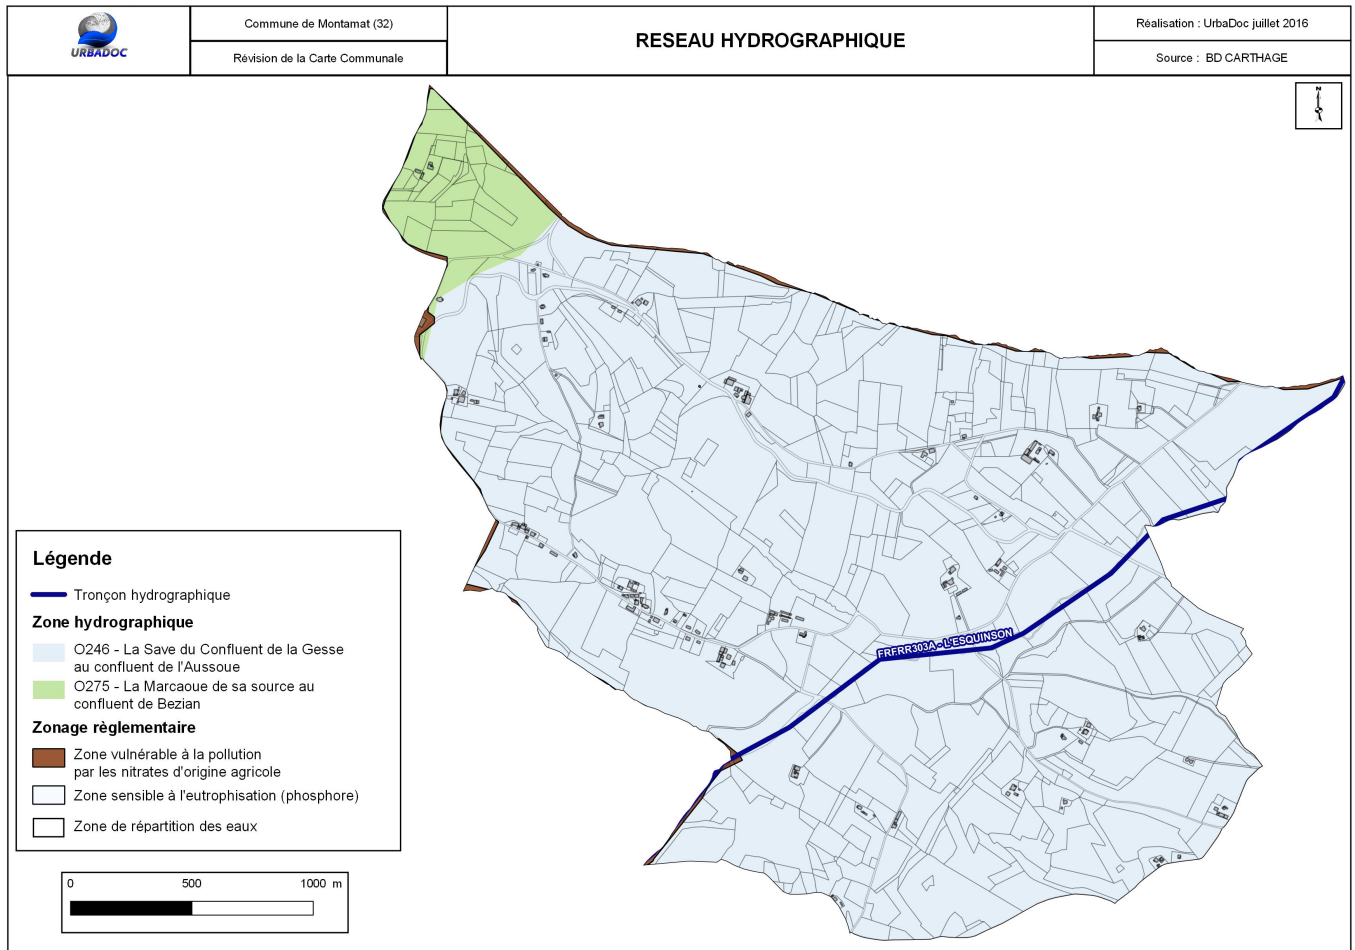 URBADOC
Commune de Montamat (32)
Révision de la Carte Communale
RESEAU HYDROGRAPHIQUE
Réalisation : UrbaDoc juillet 2016
Source : BD CARTHAGE
N
FRFRR303A - L'ESQUINSON
Légende
Tronçon hydrographique
Zone hydrographique
O246 - La Save du Confluent de la Gesse
au confluent de l'Aussoue
O275 - La Marcaoue de sa source au
confluent de Bezian
Zonage règlementaire
Zone vulnérable à la pollution
par les nitrates d'origine agricole
Zone sensible à l'eutrophisation (phosphore)
Zone de répartition des eaux
0 500 1000 m